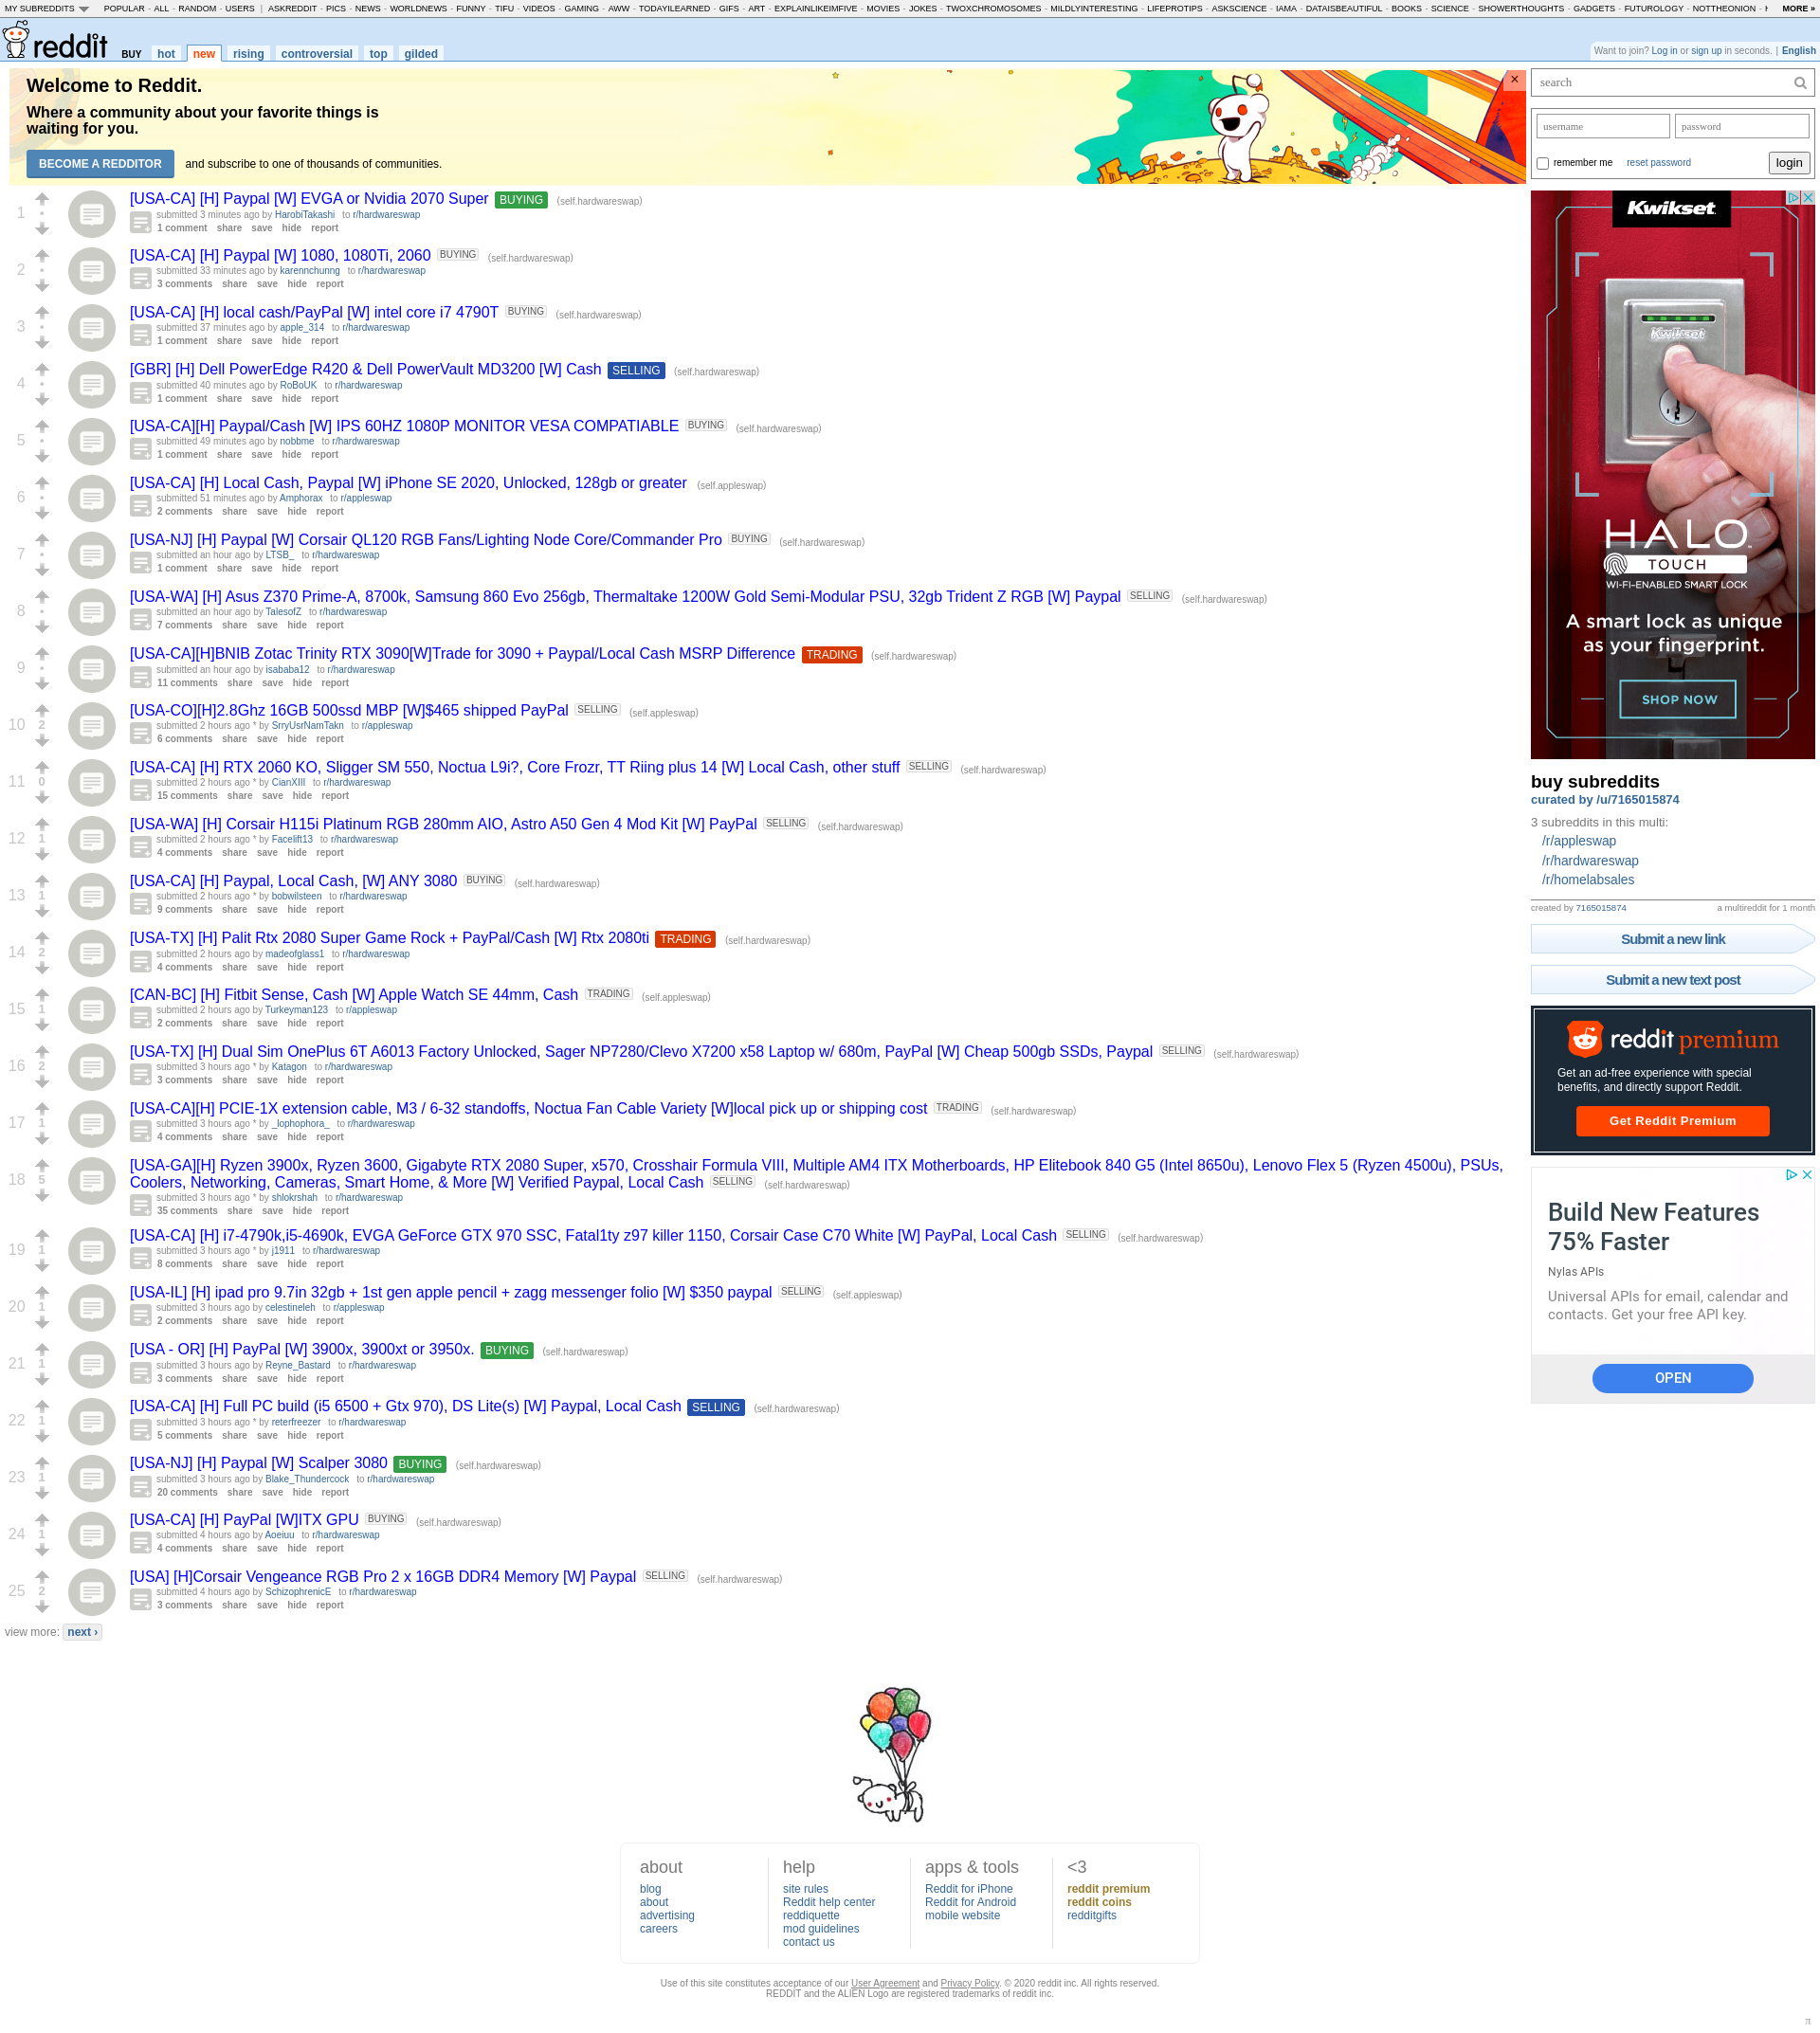 MY SUBREDDITS POPULAR - ALL - RANDOM - USERS | ASKREDDIT - PICS - NEWS - WORLDNEWS - FUNNY - TIFU - VIDEOS - GAMING - AWW - TODAYILEARNED - GIFS - ART - EXPLAINLIKEIMFIVE - MOVIES - JOKES - TWOXCHROMOSOMES - MILDLYINTERESTING - LIFEPROTIPS - ASKSCIENCE - IAMA - DATAISBEAUTIFUL - BOOKS - SCIENCE - SHOWERTHOUGHTS - GADGETS - FUTUROLOGY - NOTTHEONION - MORE »
reddit BUY hot new rising controversial top gilded
Want to join? Log in or sign up in seconds. | English
Welcome to Reddit.
Where a community about your favorite things is
waiting for you.
BECOME A REDDITOR and subscribe to one of thousands of communities.
×
1
[USA-CA] [H] Paypal [W] EVGA or Nvidia 2070 Super BUYING (self.hardwareswap)
submitted 3 minutes ago by HarobiTakashi to r/hardwareswap
1 comment share save hide report
2
[USA-CA] [H] Paypal [W] 1080, 1080Ti, 2060 BUYING (self.hardwareswap)
submitted 33 minutes ago by karennchunng to r/hardwareswap
3 comments share save hide report
3
[USA-CA] [H] local cash/PayPal [W] intel core i7 4790T BUYING (self.hardwareswap)
submitted 37 minutes ago by apple_314 to r/hardwareswap
1 comment share save hide report
4
[GBR] [H] Dell PowerEdge R420 & Dell PowerVault MD3200 [W] Cash SELLING (self.hardwareswap)
submitted 40 minutes ago by RoBoUK to r/hardwareswap
1 comment share save hide report
5
[USA-CA][H] Paypal/Cash [W] IPS 60HZ 1080P MONITOR VESA COMPATIABLE BUYING (self.hardwareswap)
submitted 49 minutes ago by nobbme to r/hardwareswap
1 comment share save hide report
6
[USA-CA] [H] Local Cash, Paypal [W] iPhone SE 2020, Unlocked, 128gb or greater (self.appleswap)
submitted 51 minutes ago by Amphorax to r/appleswap
2 comments share save hide report
7
[USA-NJ] [H] Paypal [W] Corsair QL120 RGB Fans/Lighting Node Core/Commander Pro BUYING (self.hardwareswap)
submitted an hour ago by LTSB_ to r/hardwareswap
1 comment share save hide report
8
[USA-WA] [H] Asus Z370 Prime-A, 8700k, Samsung 860 Evo 256gb, Thermaltake 1200W Gold Semi-Modular PSU, 32gb Trident Z RGB [W] Paypal SELLING (self.hardwareswap)
submitted an hour ago by TalesofZ to r/hardwareswap
7 comments share save hide report
9
[USA-CA][H]BNIB Zotac Trinity RTX 3090[W]Trade for 3090 + Paypal/Local Cash MSRP Difference TRADING (self.hardwareswap)
submitted an hour ago by isababa12 to r/hardwareswap
11 comments share save hide report
10 2
[USA-CO][H]2.8Ghz 16GB 500ssd MBP [W]$465 shipped PayPal SELLING (self.appleswap)
submitted 2 hours ago * by SrryUsrNamTakn to r/appleswap
6 comments share save hide report
11 0
[USA-CA] [H] RTX 2060 KO, Sligger SM 550, Noctua L9i?, Core Frozr, TT Riing plus 14 [W] Local Cash, other stuff SELLING (self.hardwareswap)
submitted 2 hours ago * by CianXIII to r/hardwareswap
15 comments share save hide report
12 1
[USA-WA] [H] Corsair H115i Platinum RGB 280mm AIO, Astro A50 Gen 4 Mod Kit [W] PayPal SELLING (self.hardwareswap)
submitted 2 hours ago * by Facelift13 to r/hardwareswap
4 comments share save hide report
13 1
[USA-CA] [H] Paypal, Local Cash, [W] ANY 3080 BUYING (self.hardwareswap)
submitted 2 hours ago * by bobwilsteen to r/hardwareswap
9 comments share save hide report
14 2
[USA-TX] [H] Palit Rtx 2080 Super Game Rock + PayPal/Cash [W] Rtx 2080ti TRADING (self.hardwareswap)
submitted 2 hours ago by madeofglass1 to r/hardwareswap
4 comments share save hide report
15 1
[CAN-BC] [H] Fitbit Sense, Cash [W] Apple Watch SE 44mm, Cash TRADING (self.appleswap)
submitted 2 hours ago by Turkeyman123 to r/appleswap
2 comments share save hide report
16 2
[USA-TX] [H] Dual Sim OnePlus 6T A6013 Factory Unlocked, Sager NP7280/Clevo X7200 x58 Laptop w/ 680m, PayPal [W] Cheap 500gb SSDs, Paypal SELLING (self.hardwareswap)
submitted 3 hours ago * by Katagon to r/hardwareswap
3 comments share save hide report
17 1
[USA-CA][H] PCIE-1X extension cable, M3 / 6-32 standoffs, Noctua Fan Cable Variety [W]local pick up or shipping cost TRADING (self.hardwareswap)
submitted 3 hours ago * by _lophophora_ to r/hardwareswap
4 comments share save hide report
18 5
[USA-GA][H] Ryzen 3900x, Ryzen 3600, Gigabyte RTX 2080 Super, x570, Crosshair Formula VIII, Multiple AM4 ITX Motherboards, HP Elitebook 840 G5 (Intel 8650u), Lenovo Flex 5 (Ryzen 4500u), PSUs,
Coolers, Networking, Cameras, Smart Home, & More [W] Verified Paypal, Local Cash SELLING (self.hardwareswap)
submitted 3 hours ago * by shlokrshah to r/hardwareswap
35 comments share save hide report
19 1
[USA-CA] [H] i7-4790k,i5-4690k, EVGA GeForce GTX 970 SSC, Fatal1ty z97 killer 1150, Corsair Case C70 White [W] PayPal, Local Cash SELLING (self.hardwareswap)
submitted 3 hours ago * by j1911 to r/hardwareswap
8 comments share save hide report
20 1
[USA-IL] [H] ipad pro 9.7in 32gb + 1st gen apple pencil + zagg messenger folio [W] $350 paypal SELLING (self.appleswap)
submitted 3 hours ago by celestineleh to r/appleswap
2 comments share save hide report
21 1
[USA - OR] [H] PayPal [W] 3900x, 3900xt or 3950x. BUYING (self.hardwareswap)
submitted 3 hours ago by Reyne_Bastard to r/hardwareswap
3 comments share save hide report
22 1
[USA-CA] [H] Full PC build (i5 6500 + Gtx 970), DS Lite(s) [W] Paypal, Local Cash SELLING (self.hardwareswap)
submitted 3 hours ago * by reterfreezer to r/hardwareswap
5 comments share save hide report
23 1
[USA-NJ] [H] Paypal [W] Scalper 3080 BUYING (self.hardwareswap)
submitted 3 hours ago by Blake_Thundercock to r/hardwareswap
20 comments share save hide report
24 1
[USA-CA] [H] PayPal [W]ITX GPU BUYING (self.hardwareswap)
submitted 4 hours ago by Aoeiuu to r/hardwareswap
4 comments share save hide report
25 2
[USA] [H]Corsair Vengeance RGB Pro 2 x 16GB DDR4 Memory [W] Paypal SELLING (self.hardwareswap)
submitted 4 hours ago by SchizophrenicE to r/hardwareswap
3 comments share save hide report
view more: next ›
search
username password
remember me reset password login
Kwikset
Kwikset
HALO
TOUCH
WI-FI-ENABLED SMART LOCK
A smart lock as unique
as your fingerprint.
SHOP NOW
buy subreddits
curated by /u/7165015874
3 subreddits in this multi:
/r/appleswap
/r/hardwareswap
/r/homelabsales
created by 7165015874 a multireddit for 1 month
Submit a new link
Submit a new text post
reddit premium
Get an ad-free experience with special
benefits, and directly support Reddit.
Get Reddit Premium
Build New Features
75% Faster
Nylas APIs
Universal APIs for email, calendar and
contacts. Get your free API key.
OPEN
about
blog
about
advertising
careers
help
site rules
Reddit help center
reddiquette
mod guidelines
contact us
apps & tools
Reddit for iPhone
Reddit for Android
mobile website
<3
reddit premium
reddit coins
redditgifts
Use of this site constitutes acceptance of our User Agreement and Privacy Policy. © 2020 reddit inc. All rights reserved.
REDDIT and the ALIEN Logo are registered trademarks of reddit inc.
π